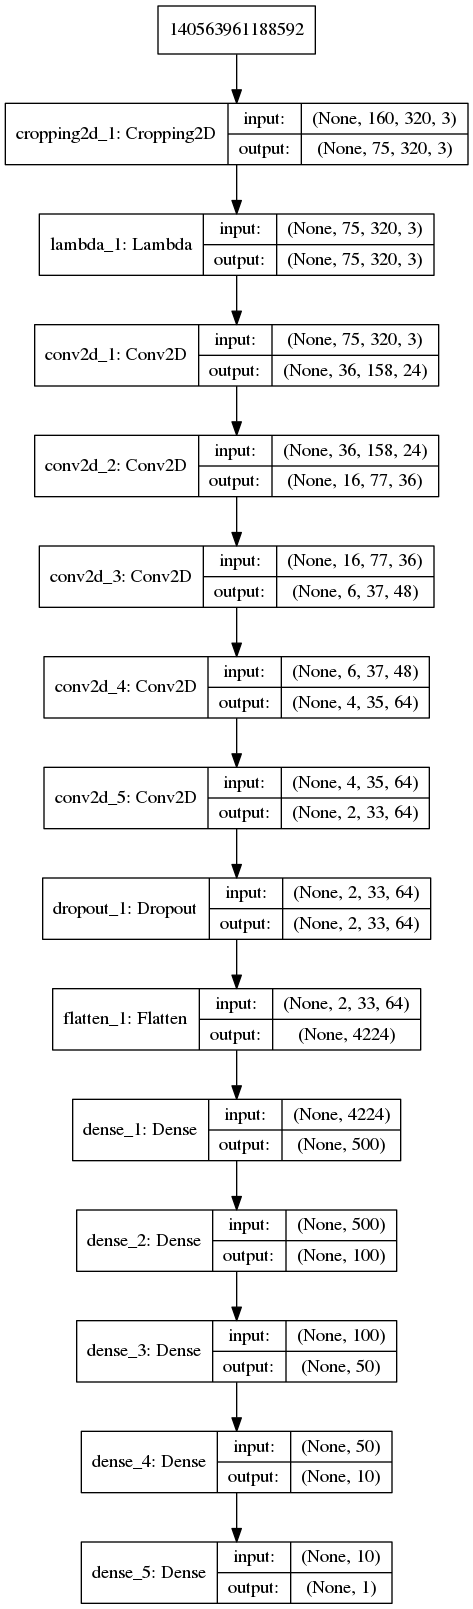 140563961188592
cropping2d_1: Cropping2D
input: (None, 160, 320, 3)
output: (None, 75, 320, 3)
lambda_1: Lambda
input: (None, 75, 320, 3)
output: (None, 75, 320, 3)
conv2d_1: Conv2D
input: (None, 75, 320, 3)
output: (None, 36, 158, 24)
conv2d_2: Conv2D
input: (None, 36, 158, 24)
output: (None, 16, 77, 36)
conv2d_3: Conv2D
input: (None, 16, 77, 36)
output: (None, 6, 37, 48)
conv2d_4: Conv2D
input: (None, 6, 37, 48)
output: (None, 4, 35, 64)
conv2d_5: Conv2D
input: (None, 4, 35, 64)
output: (None, 2, 33, 64)
dropout_1: Dropout
input: (None, 2, 33, 64)
output: (None, 2, 33, 64)
flatten_1: Flatten
input: (None, 2, 33, 64)
output: (None, 4224)
dense_1: Dense
input: (None, 4224)
output: (None, 500)
dense_2: Dense
input: (None, 500)
output: (None, 100)
dense_3: Dense
input: (None, 100)
output: (None, 50)
dense_4: Dense
input: (None, 50)
output: (None, 10)
dense_5: Dense
input: (None, 10)
output: (None, 1)